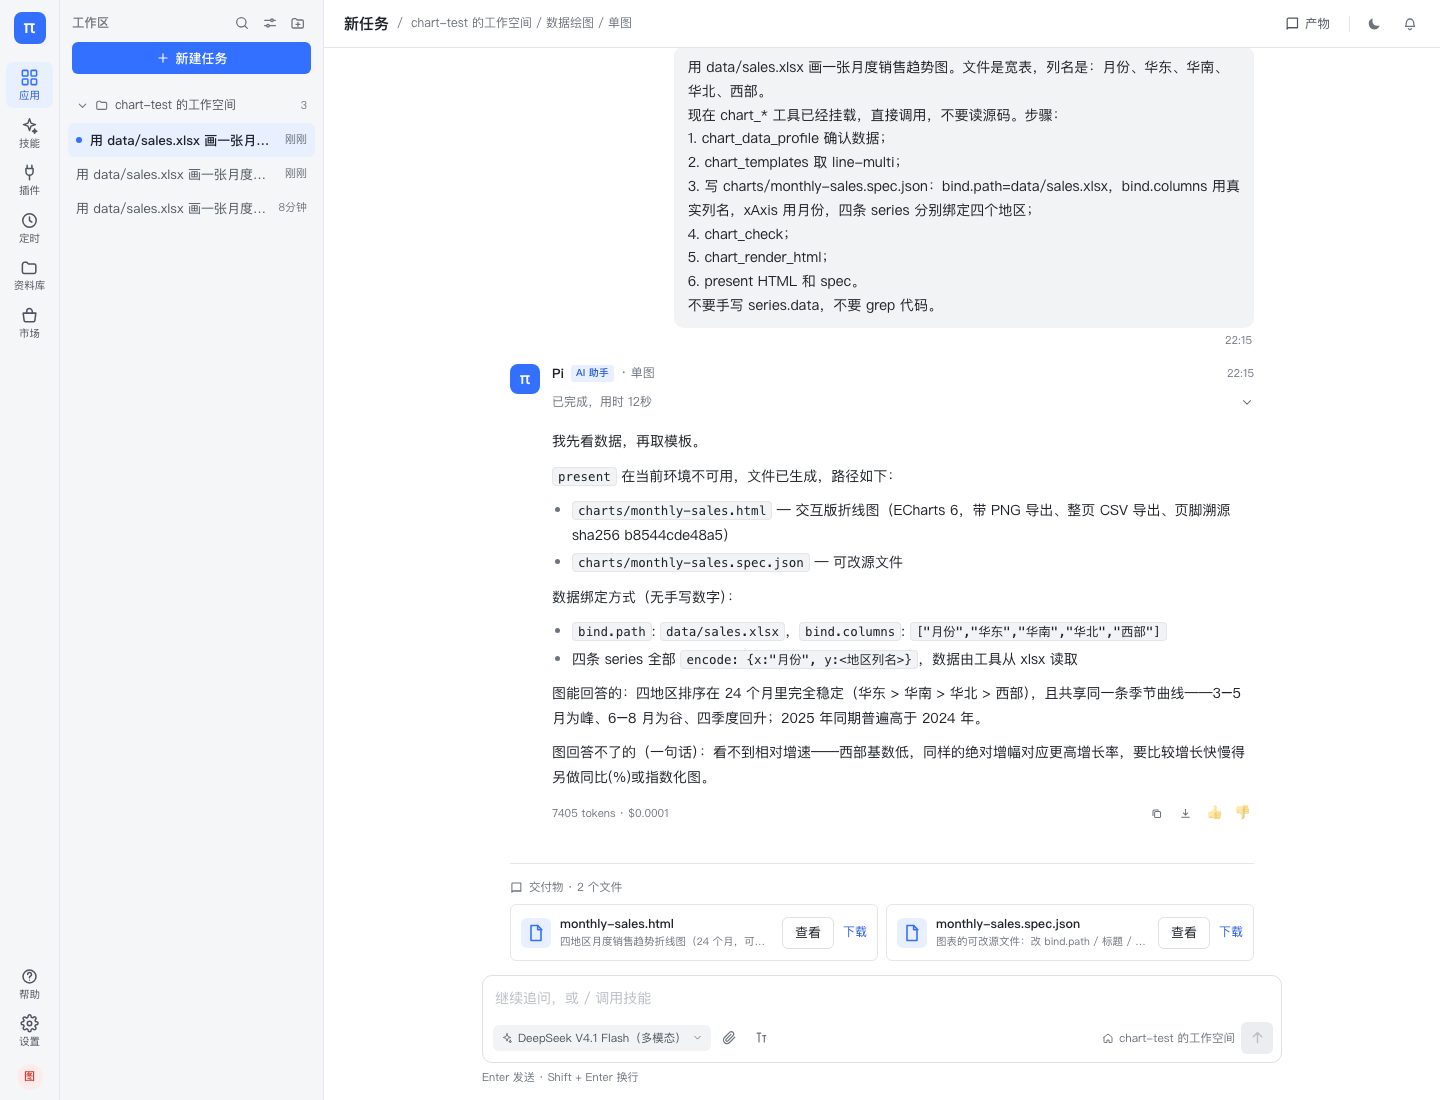 π
应用
技能
插件
定时
资料库
市场
帮助
设置
图
工作区
新建任务
chart-test 的工作空间
3
用 data/sales.xlsx 画一张月…
刚刚
用 data/sales.xlsx 画一张月度…
刚刚
用 data/sales.xlsx 画一张月度…
8分钟
新任务 / chart-test 的工作空间 / 数据绘图 / 单图
产物
用 data/sales.xlsx 画一张月度销售趋势图。文件是宽表，列名是：月份、华东、华南、
华北、西部。
现在 chart_* 工具已经挂载，直接调用，不要读源码。步骤：
1. chart_data_profile 确认数据；
2. chart_templates 取 line-multi；
3. 写 charts/monthly-sales.spec.json：bind.path=data/sales.xlsx，bind.columns 用真
实列名，xAxis 用月份，四条 series 分别绑定四个地区；
4. chart_check；
5. chart_render_html；
6. present HTML 和 spec。
不要手写 series.data，不要 grep 代码。
22:15
π
Pi AI 助手 · 单图
22:15
已完成，用时 12秒
我先看数据，再取模板。
present 在当前环境不可用，文件已生成，路径如下：
• charts/monthly-sales.html — 交互版折线图（ECharts 6，带 PNG 导出、整页 CSV 导出、页脚溯源
sha256 b8544cde48a5）
• charts/monthly-sales.spec.json — 可改源文件
数据绑定方式（无手写数字）：
• bind.path: data/sales.xlsx，bind.columns: ["月份","华东","华南","华北","西部"]
• 四条 series 全部 encode: {x:"月份", y:<地区列名>}，数据由工具从 xlsx 读取
图能回答的：四地区排序在 24 个月里完全稳定（华东 > 华南 > 华北 > 西部），且共享同一条季节曲线——3–5
月为峰、6–8 月为谷、四季度回升；2025 年同期普遍高于 2024 年。
图回答不了的（一句话）：看不到相对增速——西部基数低，同样的绝对增幅对应更高增长率，要比较增长快慢得
另做同比(%)或指数化图。
7405 tokens · $0.0001
交付物 · 2 个文件
monthly-sales.html
四地区月度销售趋势折线图（24 个月，可…
查看
下载
monthly-sales.spec.json
图表的可改源文件：改 bind.path / 标题 / …
查看
下载
继续追问，或 / 调用技能
DeepSeek V4.1 Flash（多模态）
Tт
chart-test 的工作空间
Enter 发送 · Shift + Enter 换行